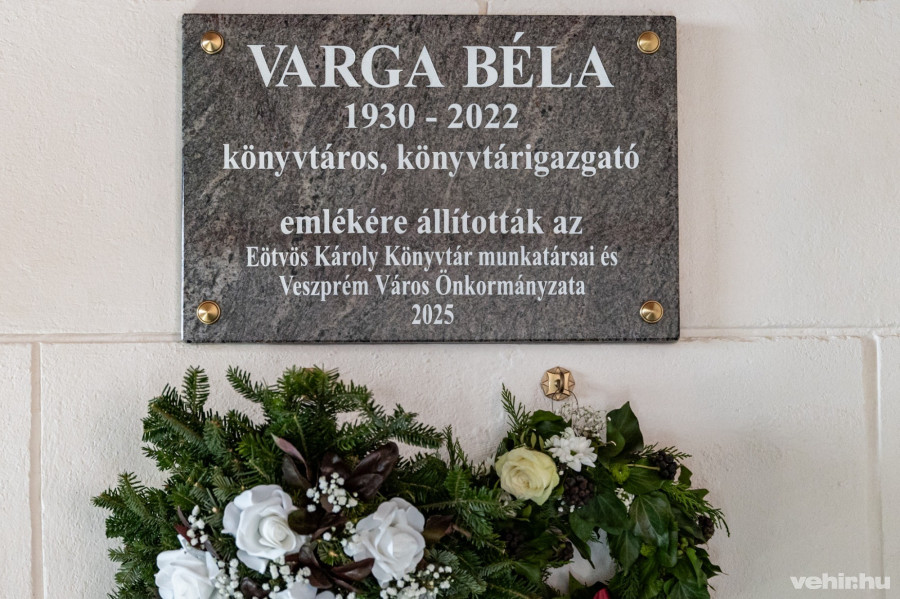 VARGA BÉLA
1930 - 2022
könyvtáros, könyvtárigazgató
emlékére állították az
Eötvös Károly Könyvtár munkatársai és
Veszprém Város Önkormányzata
2025
vehir.hu